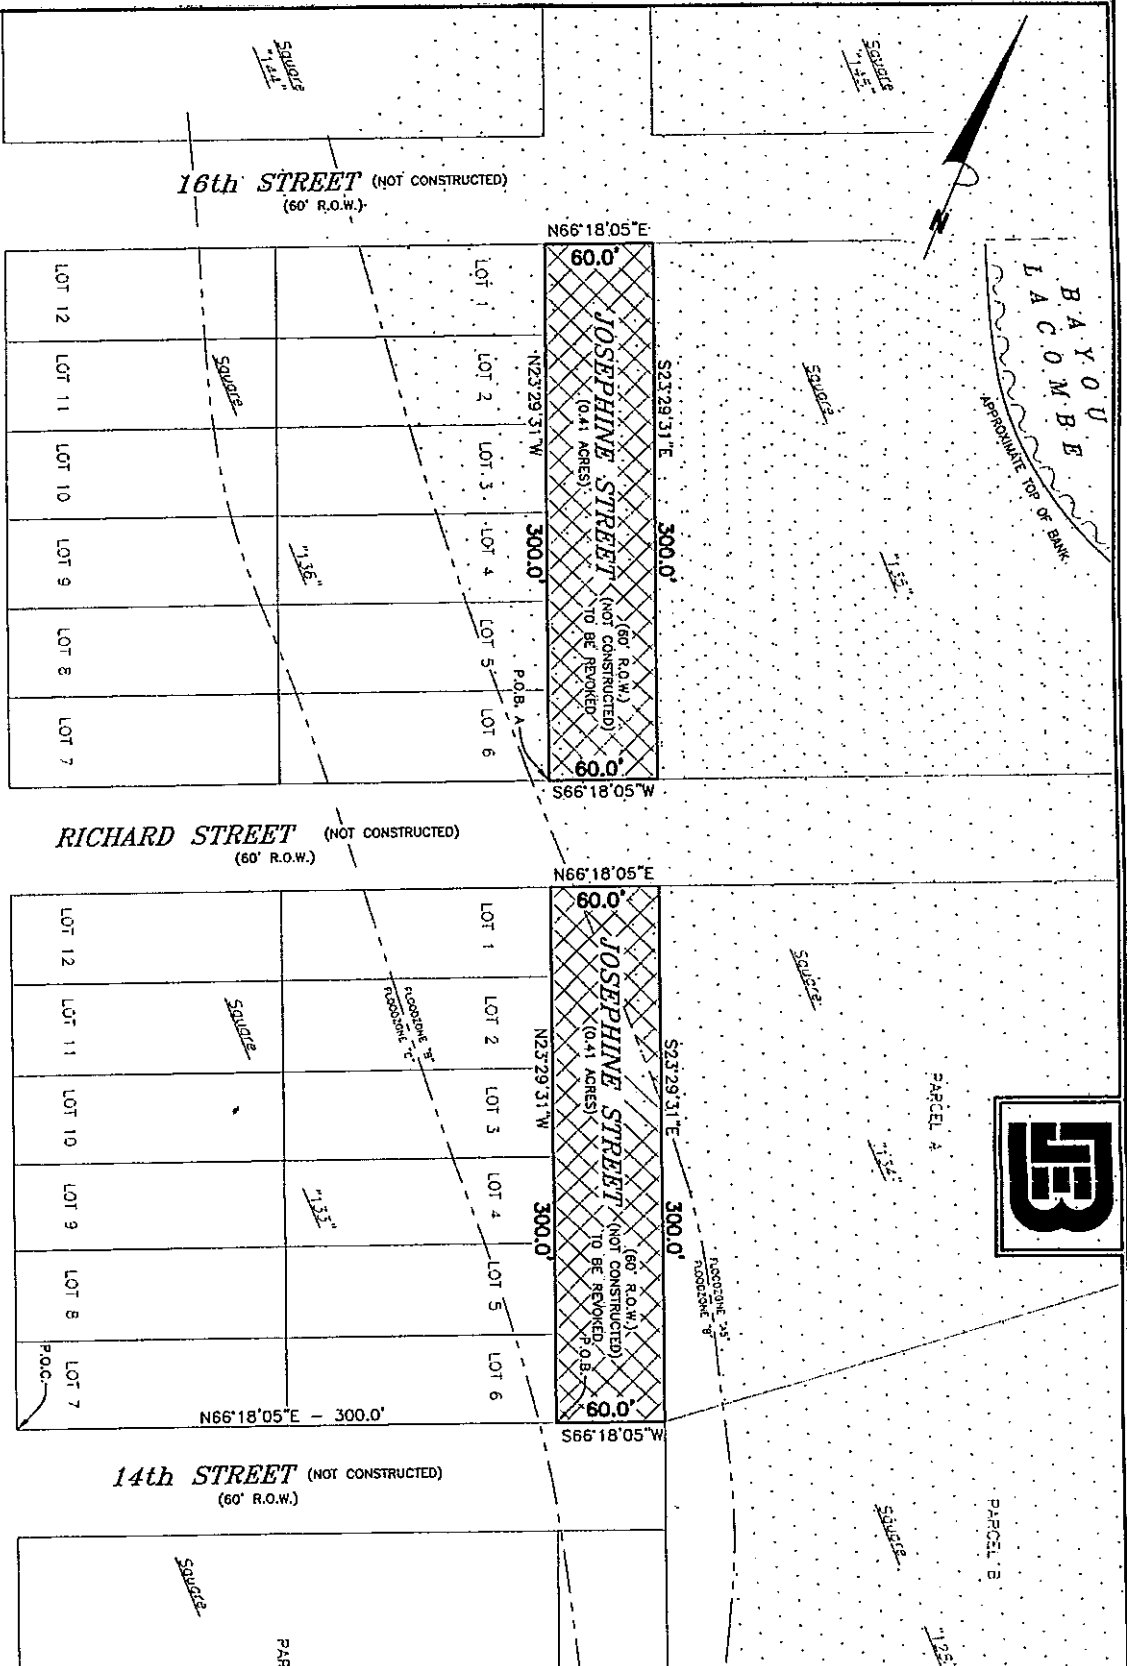 Square
"144"
Square
"145"
16th STREET (NOT CONSTRUCTED)
(60' R.O.W.)
N
BAYOU
LACOMBE
APPROXIMATE TOP OF BANK
N66°18'05"E
60.0'
LOT 12
LOT 11
LOT 10
LOT 9
LOT 8
LOT 7
Square
"136"
LOT 1
LOT 2
LOT 3
LOT 4
LOT 5
LOT 6
N23°29'31"W
300.0'
P.O.B. A
JOSEPHINE STREET
(0.41 ACRES)
(60' R.O.W.)
(NOT CONSTRUCTED)
TO BE REVOKED
S23°29'31"E
300.0'
Square
"135"
60.0'
S66°18'05"W
RICHARD STREET (NOT CONSTRUCTED)
(60' R.O.W.)
N66°18'05"E
60.0'
LOT 12
LOT 11
LOT 10
LOT 9
LOT 8
LOT 7
P.O.C.
Square
"133"
LOT 1
LOT 2
LOT 3
LOT 4
LOT 5
LOT 6
FLOODZONE "B"
FLOODZONE "C"
N23°29'31"W
300.0'
JOSEPHINE STREET
(0.41 ACRES)
(60' R.O.W.)
(NOT CONSTRUCTED)
TO BE REVOKED
P.O.B.
S23°29'31"E
300.0'
FLOODZONE "A5"
FLOODZONE "B"
Square
"134"
PARCEL A
60.0'
S66°18'05"W
N66°18'05"E - 300.0'
14th STREET (NOT CONSTRUCTED)
(60' R.O.W.)
Square
PAR
Square
PARCEL B